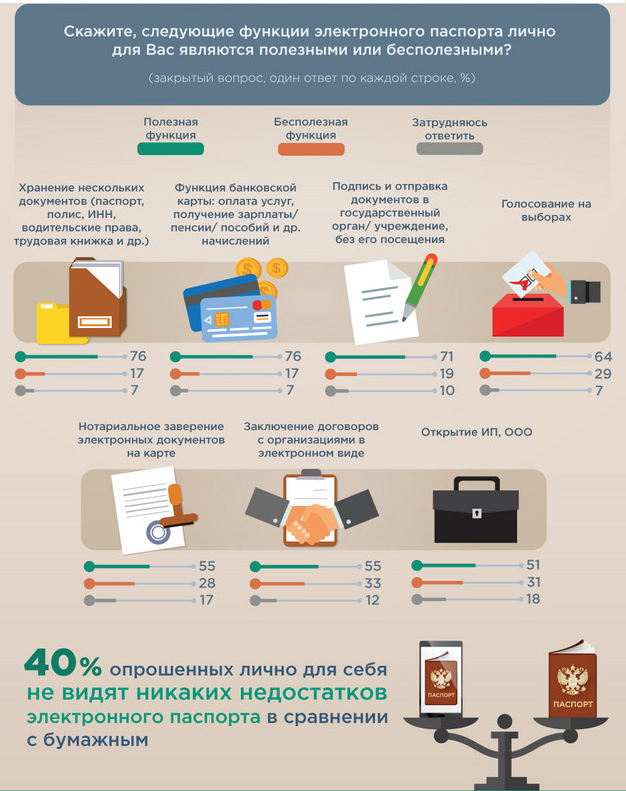 Скажите, следующие функции электронного паспорта лично
для Вас являются полезными или бесполезными?
(закрытый вопрос, один ответ по каждой строке, %)
Полезная
функция
Бесполезная
функция
Затрудняюсь
ответить
Хранение нескольких
документов (паспорт,
полис, ИНН,
водительские права,
трудовая книжка и др.)
Функция банковской
карты: оплата услуг,
получение зарплаты/
пенсии/ пособий и др.
начислений
Подпись и отправка
документов в
государственный
орган/ учреждение,
без его посещения
Голосование на
выборах
76
17
7
76
17
7
71
19
10
64
29
7
Нотариальное заверение
электронных документов
на карте
Заключение договоров
с организациями в
электронном виде
Открытие ИП, ООО
55
28
17
55
33
12
51
31
18
40% опрошенных лично для себя
не видят никаких недостатков
электронного паспорта в сравнении
с бумажным
ПАСПОРТ
ПАСПОРТ